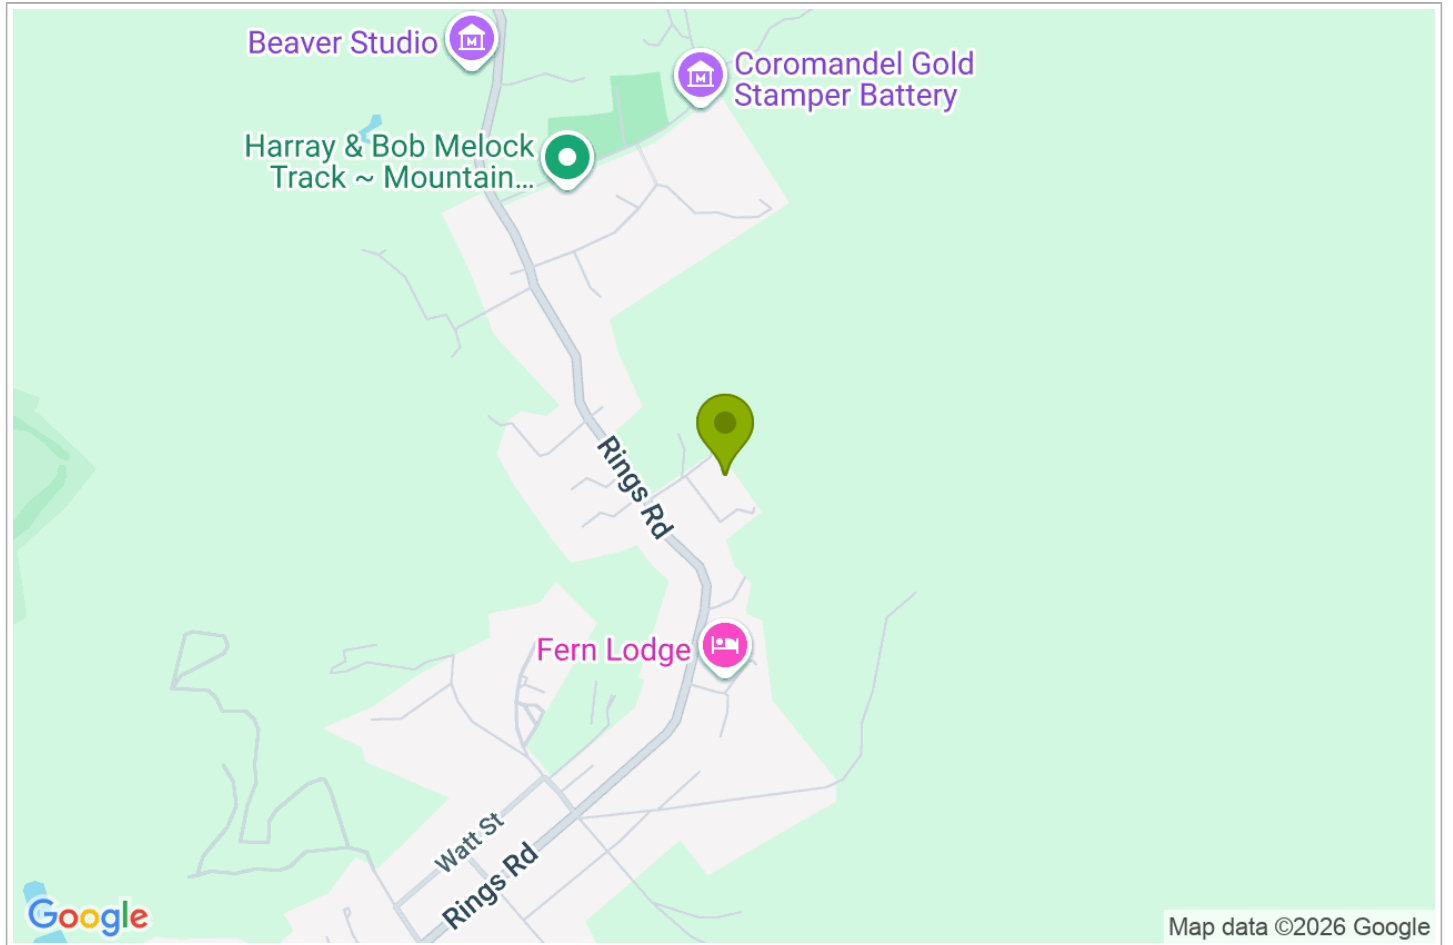 Beaver Studio
Coromandel Gold
Stamper Battery
Harray & Bob Melock
Track ~ Mountain...
Rings Rd
Fern Lodge
Watt St
Rings Rd
Google
Map data ©2026 Google